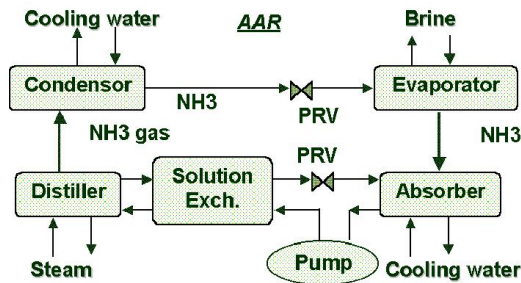 Cooling water
AAR
Brine
Condensor
Evaporator
NH3
PRV
NH3 gas
NH3
PRV
Distiller
Solution
Exch.
Absorber
Steam
Pump
Cooling water